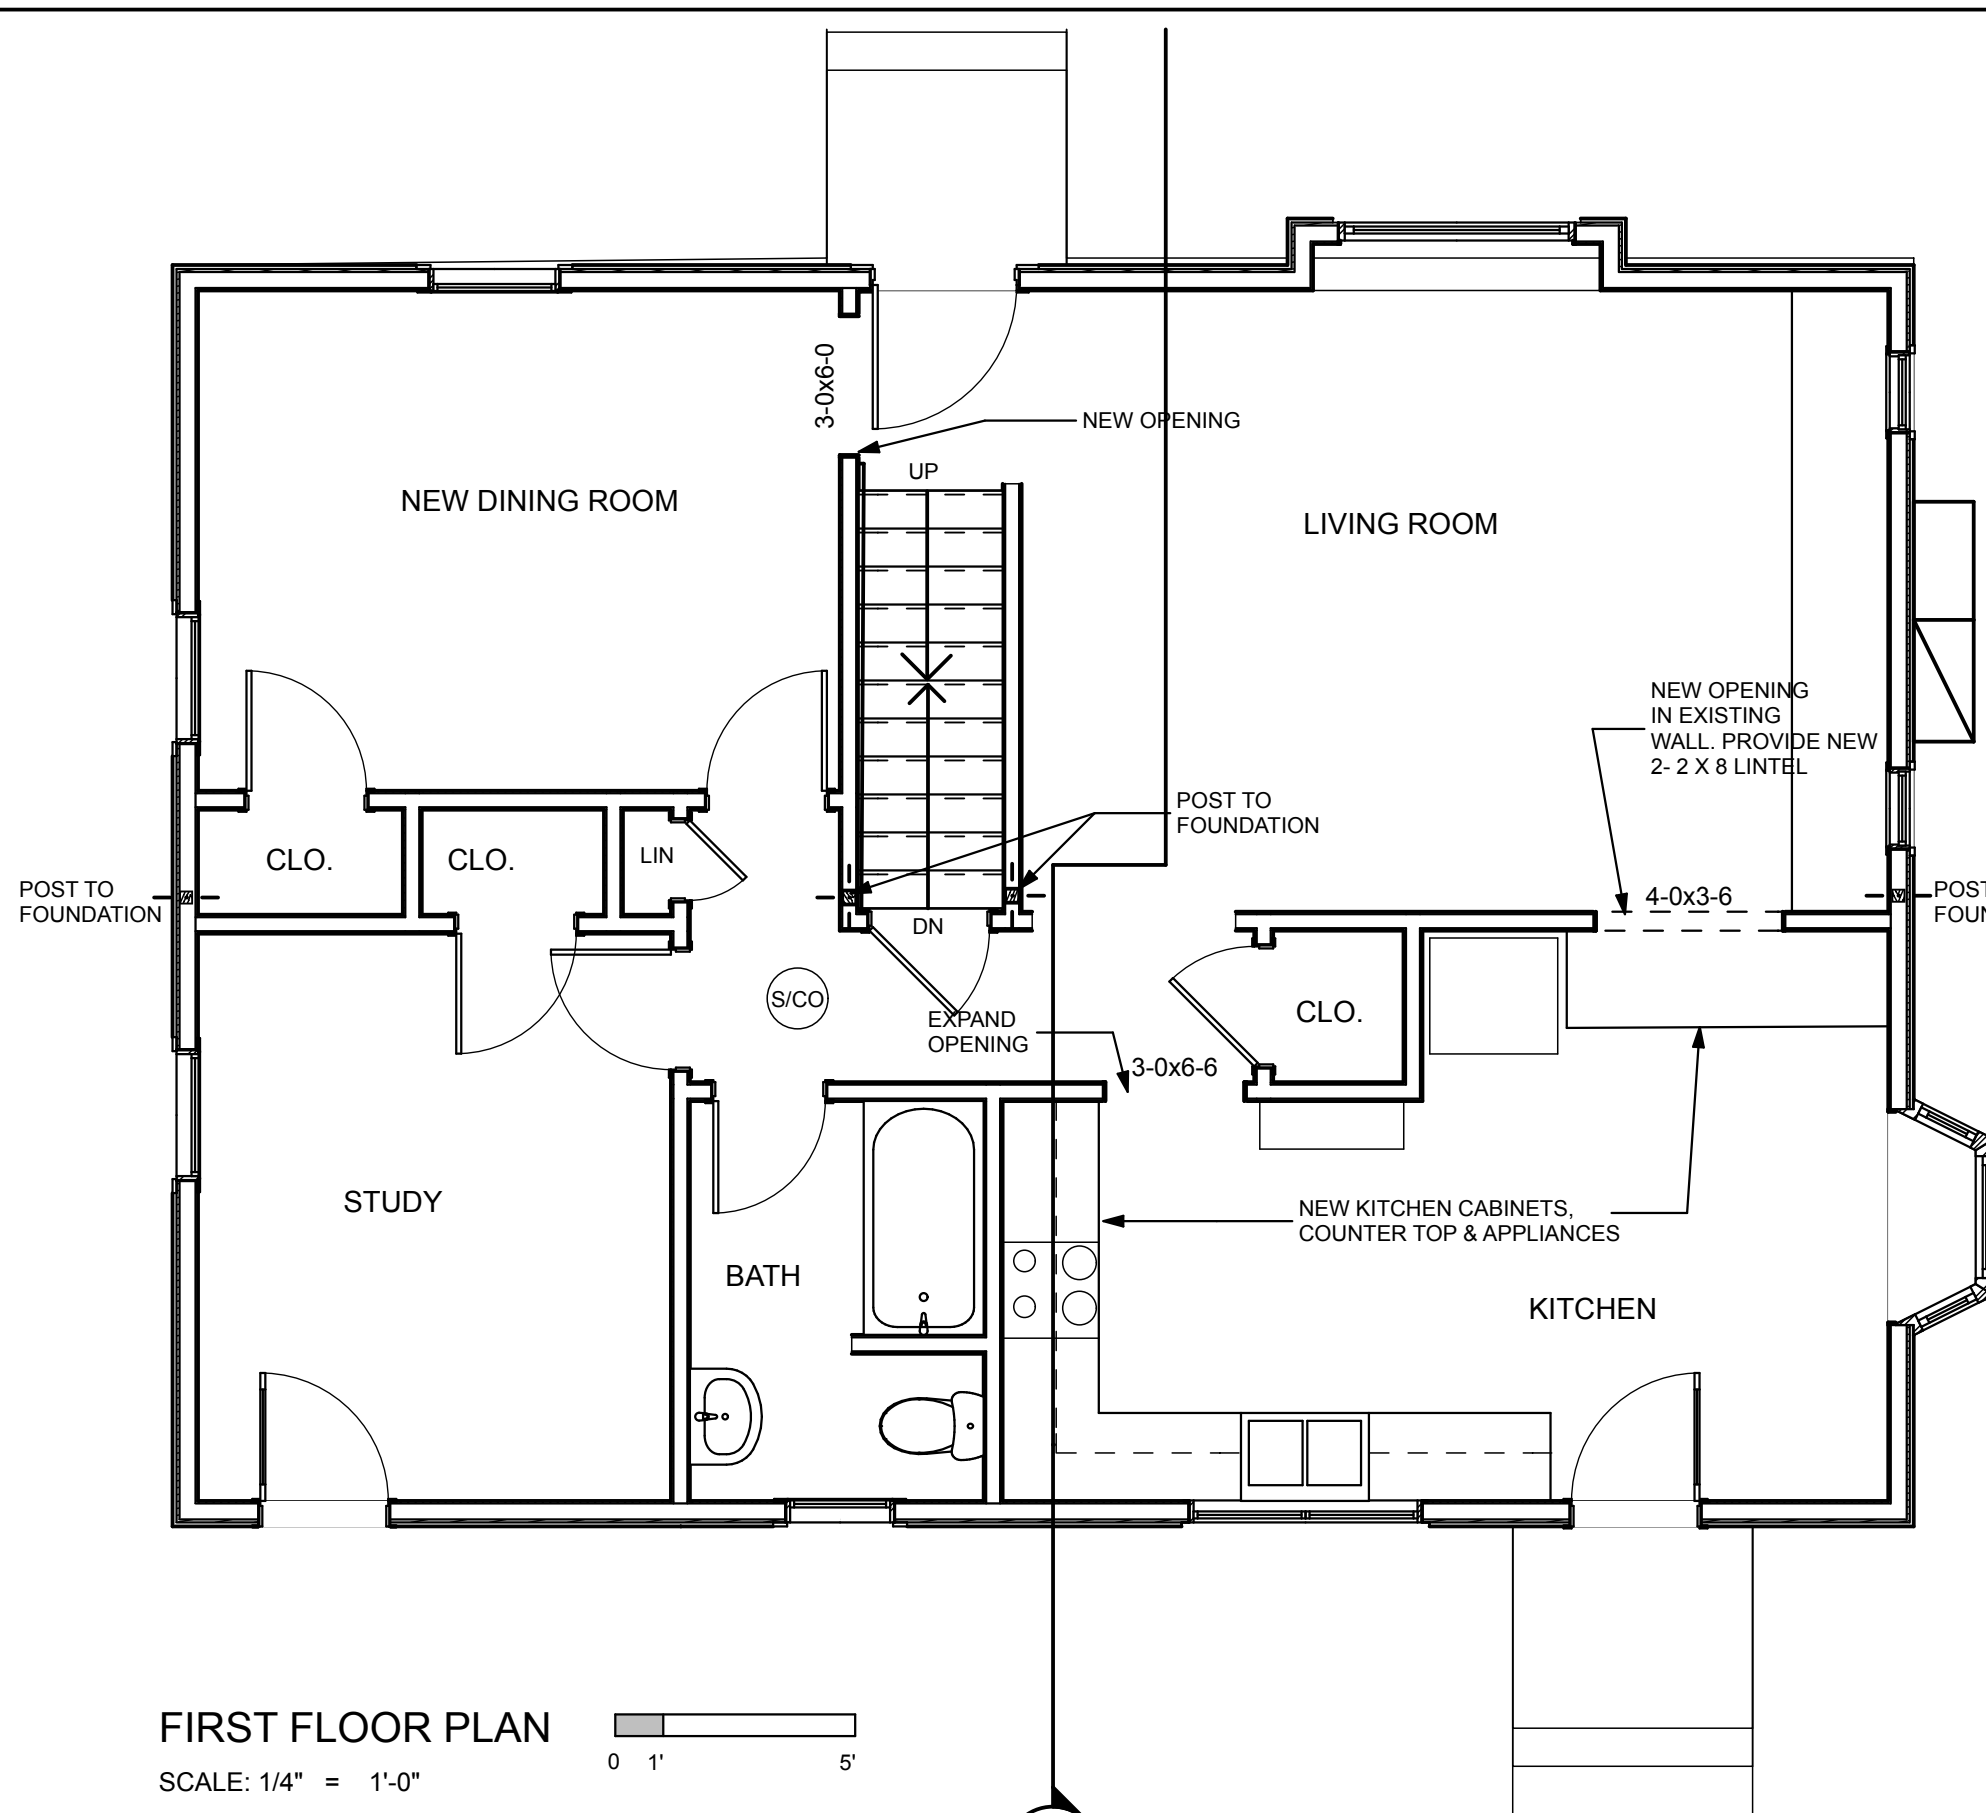 3-0x6-0
NEW OPENING
UP
NEW DINING ROOM
LIVING ROOM
NEW OPENING
IN EXISTING
WALL. PROVIDE NEW
2- 2 X 8 LINTEL
POST TO
FOUNDATION
CLO.
CLO.
LIN
POST TO
FOUNDATION
4-0x3-6
POST
FOUN
DN
S/CO
EXPAND
OPENING
CLO.
3-0x6-6
STUDY
NEW KITCHEN CABINETS,
COUNTER TOP & APPLIANCES
BATH
KITCHEN
FIRST FLOOR PLAN
0 1' 5'
SCALE: 1/4" = 1'-0"